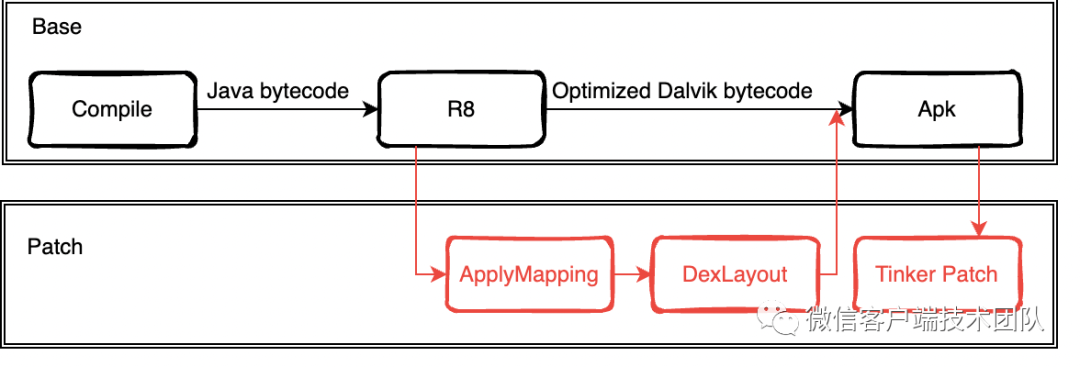 Base
Compile
Java bytecode
R8
Optimized Dalvik bytecode
Apk
Patch
ApplyMapping
DexLayout
Tinker Patch
微信客户端技术团队